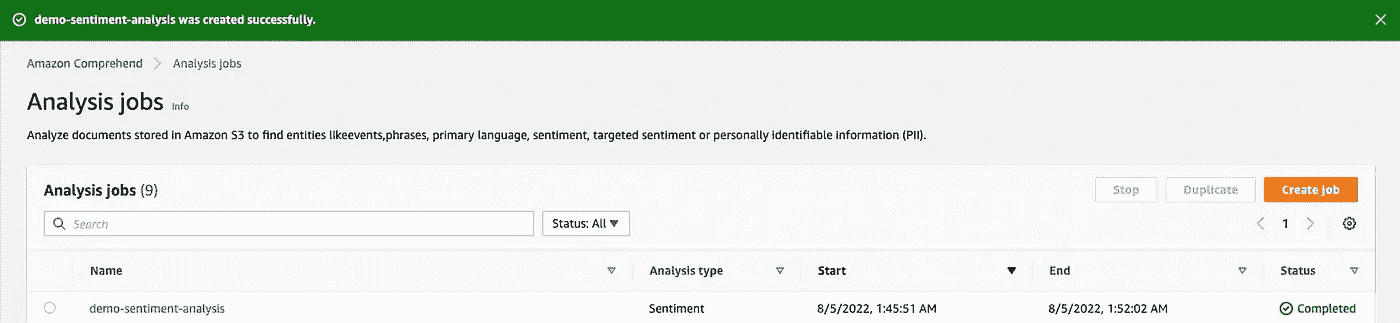 demo-sentiment-analysis was created successfully.
Amazon Comprehend Analysis jobs
Analysis jobs Info
Analyze documents stored in Amazon S3 to find entities likeevents,phrases, primary language, sentiment, targeted sentiment or personally identifiable information (PII).
Analysis jobs (9) Stop Duplicate Create job
Search Status: All 1
Name Analysis type Start End Status
demo-sentiment-analysis Sentiment 8/5/2022, 1:45:51 AM 8/5/2022, 1:52:02 AM Completed